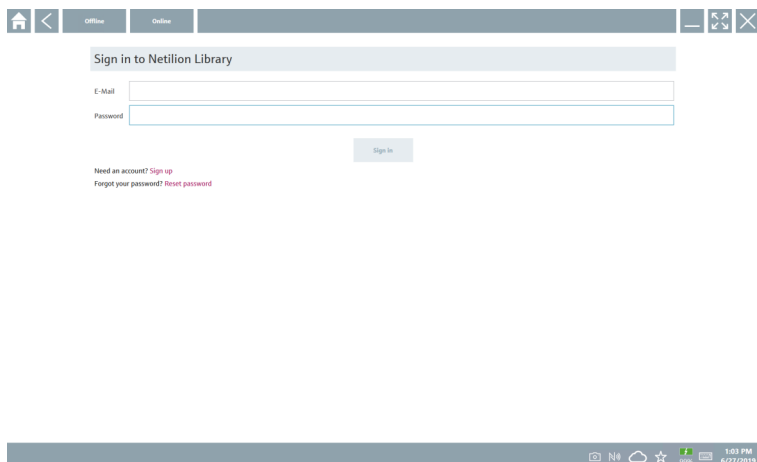 Offline Online
Sign in to Netilion Library
E-Mail
Password
Sign in
Need an account? Sign up
Forgot your password? Reset password
1:03 PM
6/27/2019